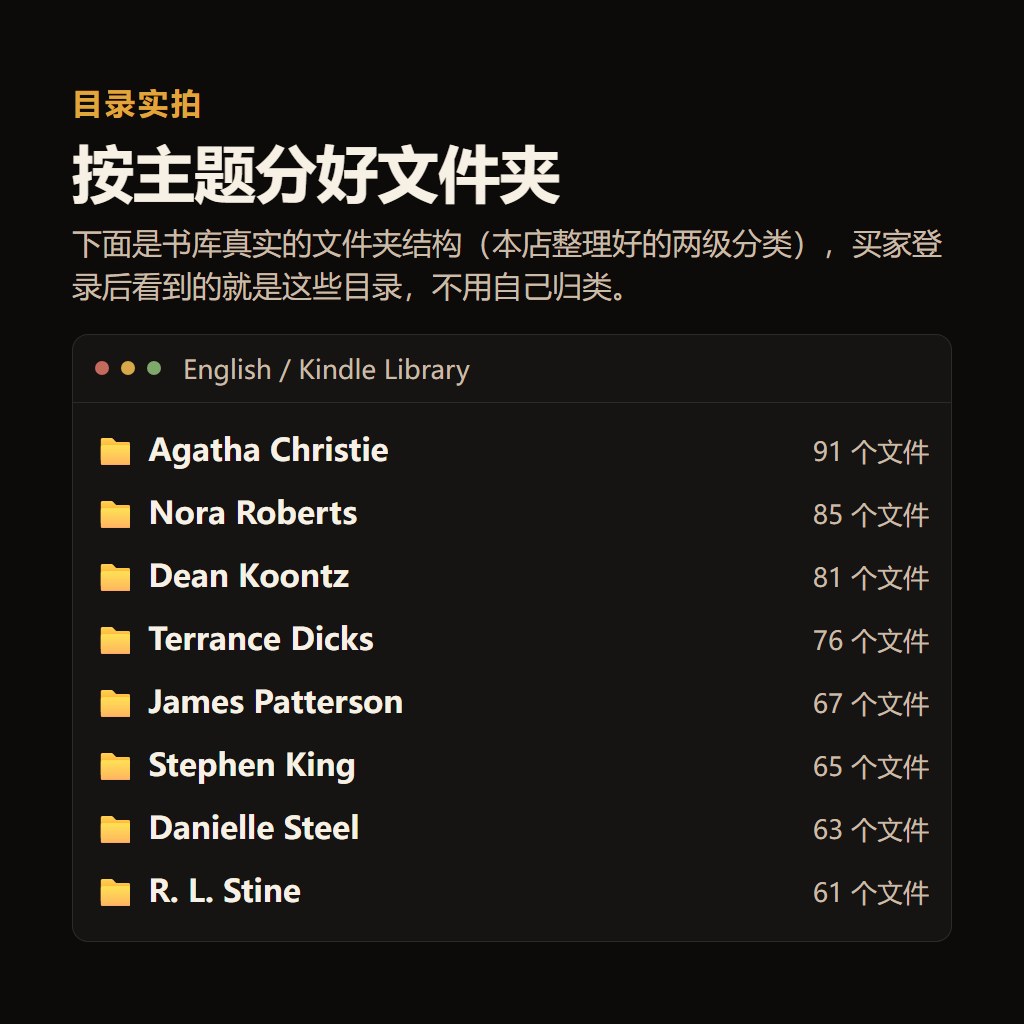 目录实拍
按主题分好文件夹
下面是书库真实的文件夹结构（本店整理好的两级分类），买家登
录后看到的就是这些目录，不用自己归类。
English / Kindle Library
Agatha Christie 91 个文件
Nora Roberts 85 个文件
Dean Koontz 81 个文件
Terrance Dicks 76 个文件
James Patterson 67 个文件
Stephen King 65 个文件
Danielle Steel 63 个文件
R. L. Stine 61 个文件